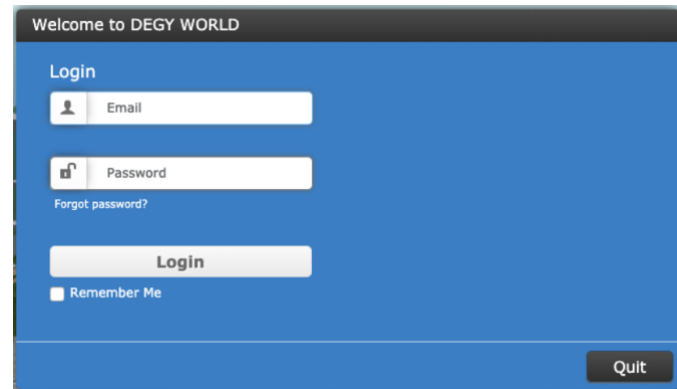 Welcome to DEGY WORLD
Login
Email
Password
Forgot password?
Login
Remember Me
Quit